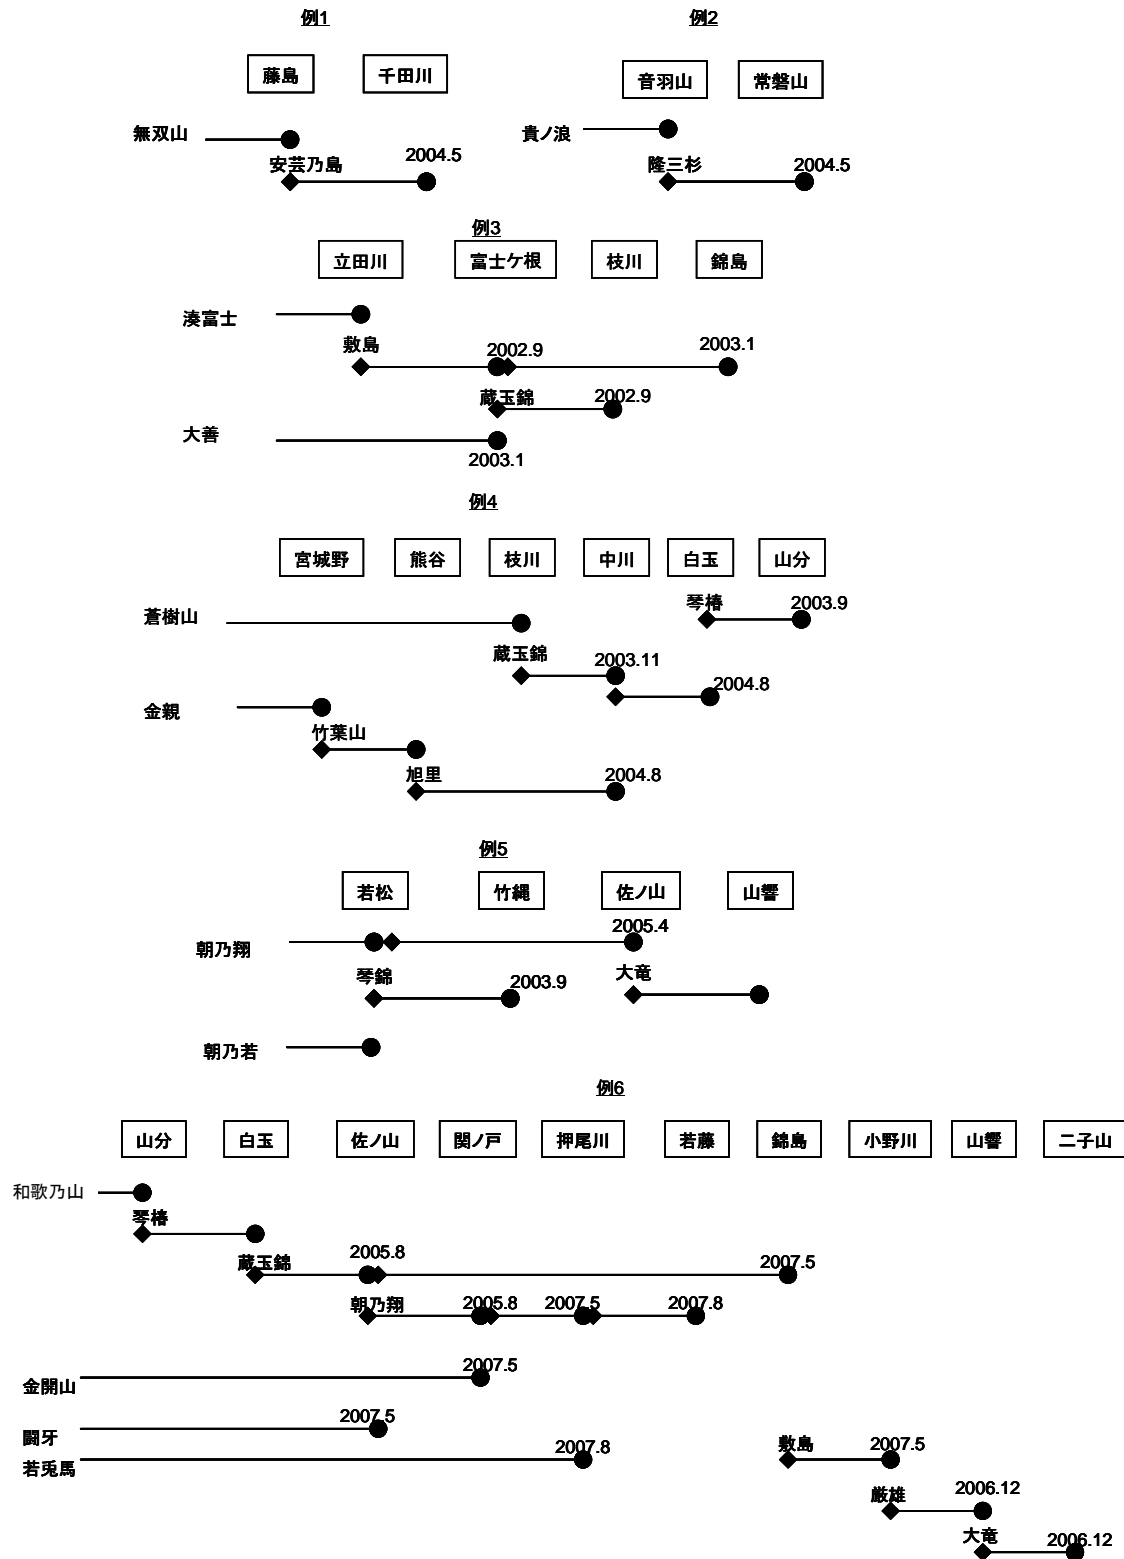 例1 例2
藤島 千田川 音羽山 常磐山
無双山 貴ノ浪
安芸乃島 2004.5 隆三杉 2004.5
例3
立田川 富士ケ根 枝川 錦島
湊富士
敷島 2002.9 2003.1
蔵玉錦 2002.9
大善
2003.1
例4
宮城野 熊谷 枝川 中川 白玉 山分
蒼樹山 琴椿 2003.9
蔵玉錦 2003.11
2004.8
金親
竹葉山
旭里 2004.8
例5
若松 竹縄 佐ノ山 山響
朝乃翔 2005.4
琴錦 2003.9 大竜
朝乃若
例6
山分 白玉 佐ノ山 関ノ戸 押尾川 若藤 錦島 小野川 山響 二子山
和歌乃山
琴椿
蔵玉錦 2005.8 2007.5
朝乃翔 2005.8 2007.5 2007.8
金開山 2007.5
闘牙 2007.5
若兎馬 2007.8 敷島 2007.5
厳雄 2006.12
大竜 2006.12